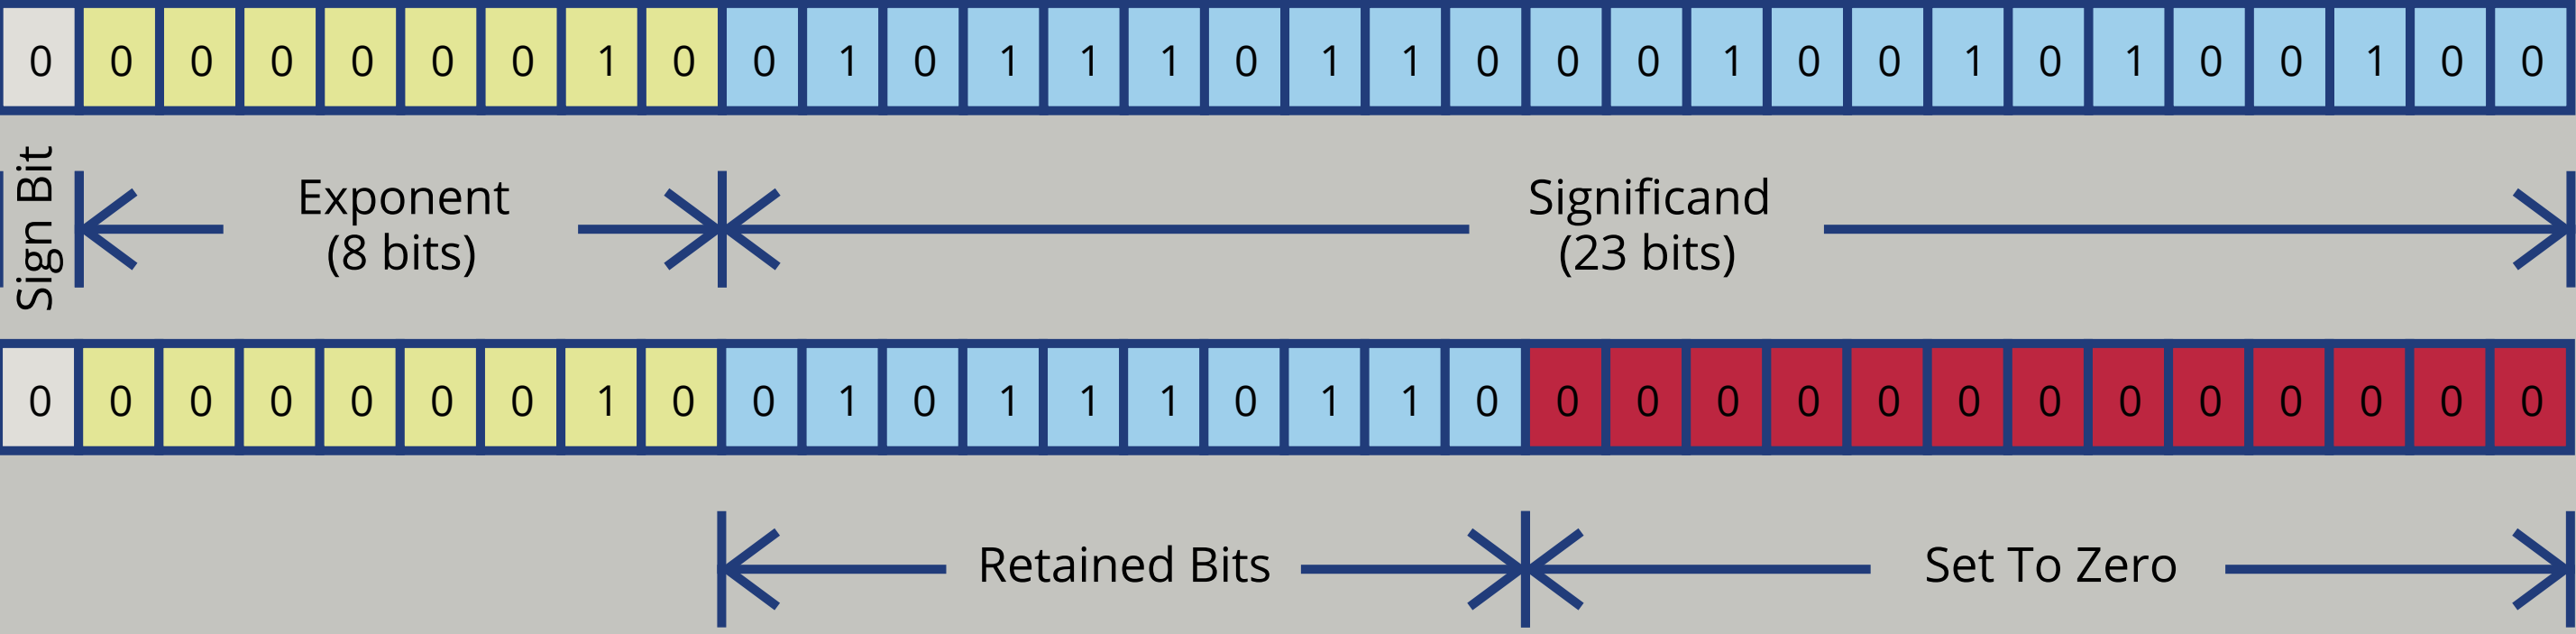 0 0 0 0 0 0 0 1 0 0 1 0 1 1 1 0 1 1 0 0 0 1 0 0 1 0 1 0 0 1 0 0
Sign Bit
Exponent
(8 bits)
Significand
(23 bits)
0 0 0 0 0 0 0 1 0 0 1 0 1 1 1 0 1 1 0 0 0 0 0 0 0 0 0 0 0 0 0 0
Retained Bits
Set To Zero